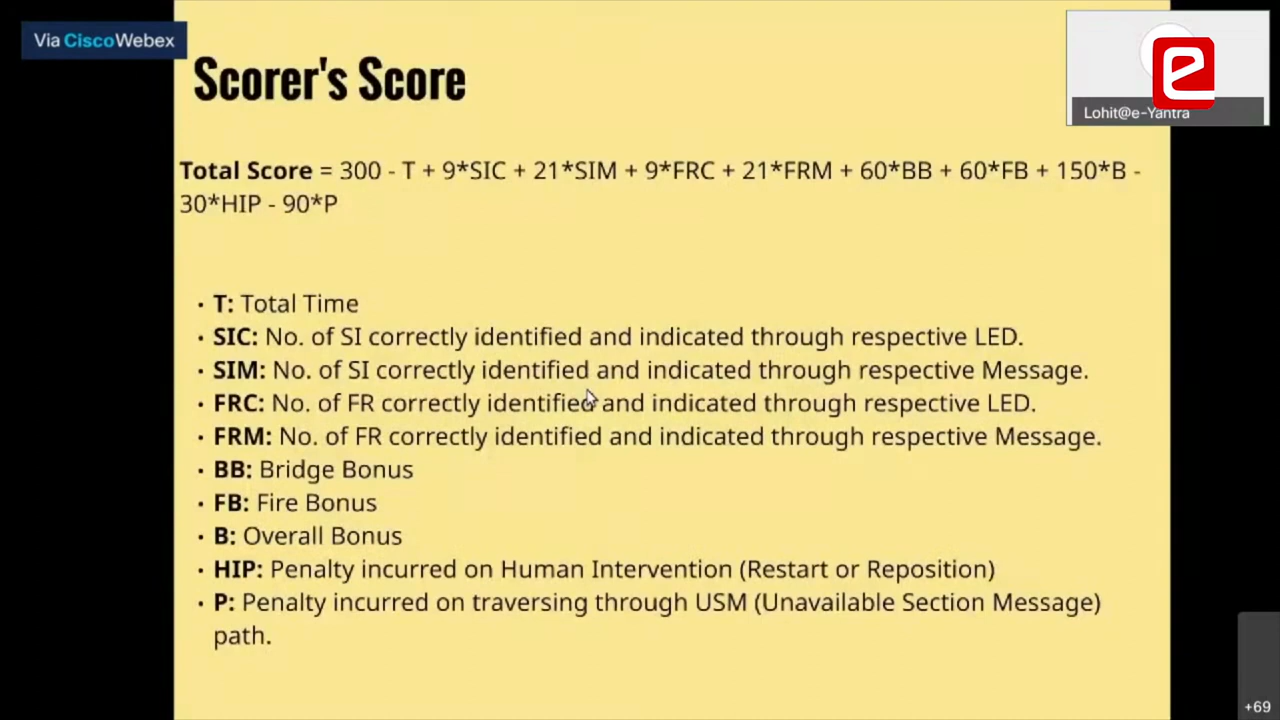 Via CiscoWebex
Scorer's Score
Lohit@e-Yantra
Total Score = 300 - T + 9*SIC + 21*SIM + 9*FRC + 21*FRM + 60*BB + 60*FB + 150*B -
30*HIP - 90*P
• T: Total Time
• SIC: No. of SI correctly identified and indicated through respective LED.
• SIM: No. of SI correctly identified and indicated through respective Message.
• FRC: No. of FR correctly identified and indicated through respective LED.
• FRM: No. of FR correctly identified and indicated through respective Message.
• BB: Bridge Bonus
• FB: Fire Bonus
• B: Overall Bonus
• HIP: Penalty incurred on Human Intervention (Restart or Reposition)
• P: Penalty incurred on traversing through USM (Unavailable Section Message)
path.
+69